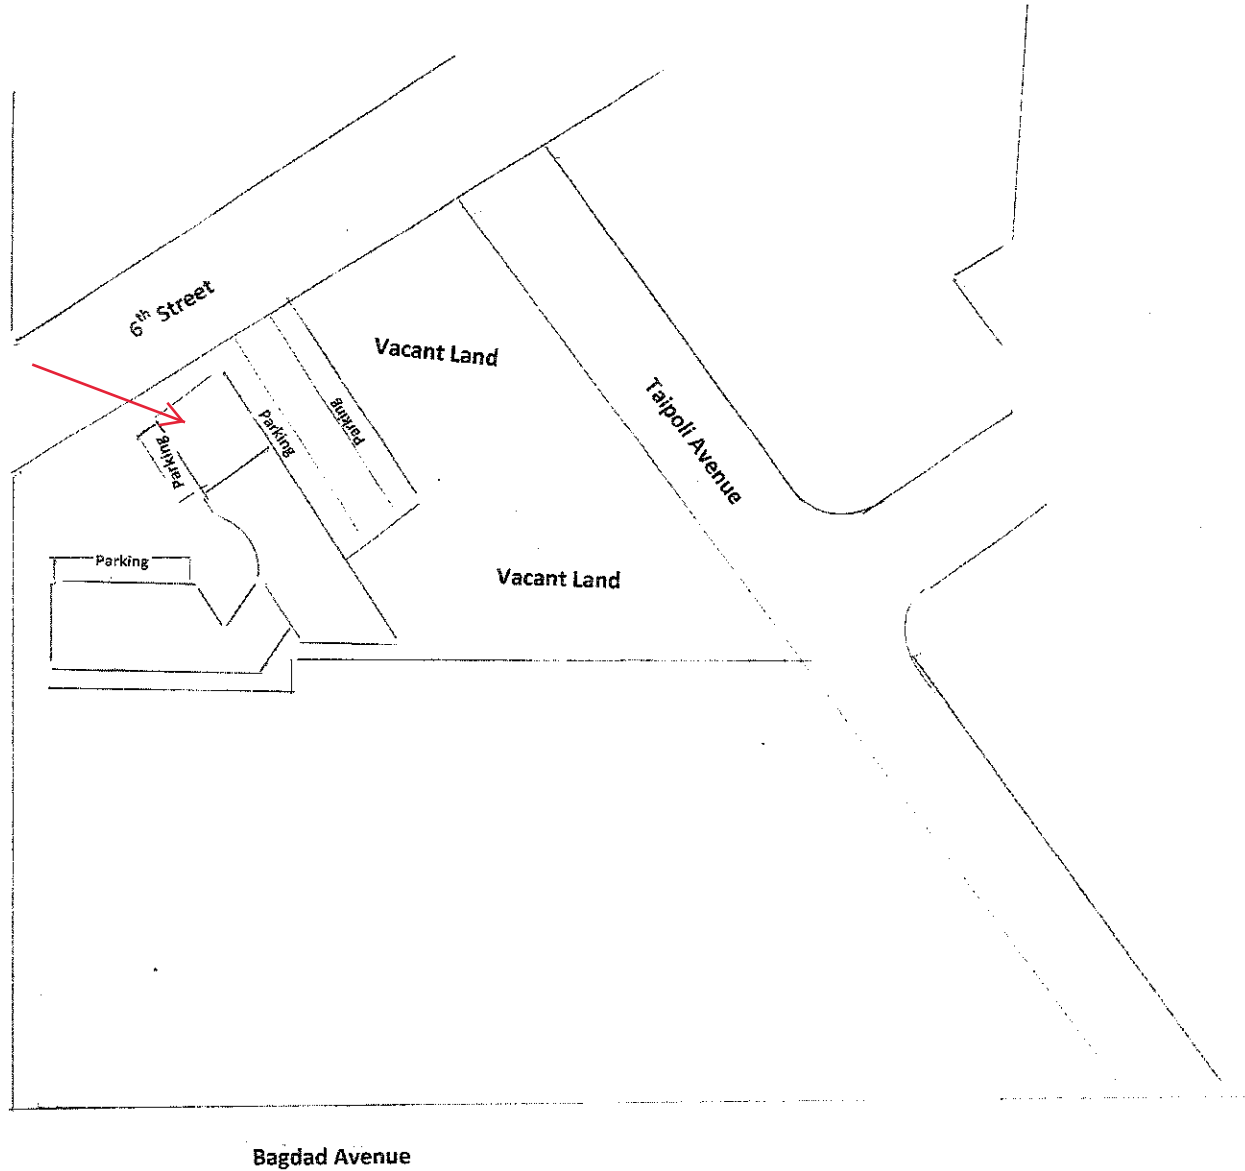 6th Street
Vacant Land
Taipoli Avenue
Parking
Parking
Parking
Parking
Vacant Land
Bagdad Avenue